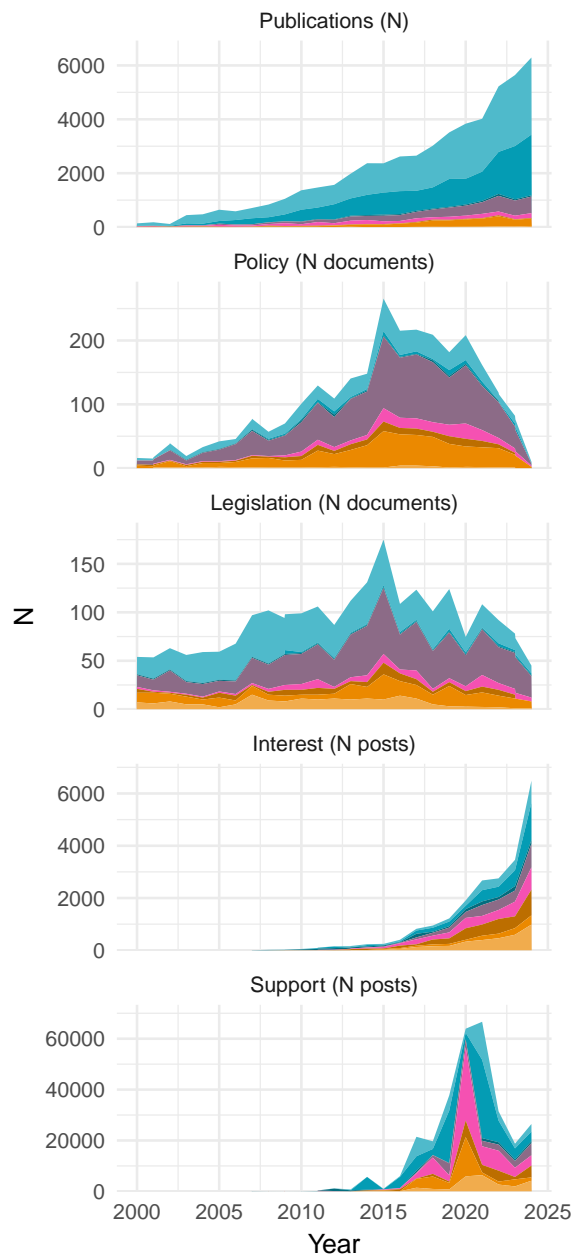 Publications (N)
6000
4000
2000
0
Policy (N documents)
200
100
0
Legislation (N documents)
150
100
50
0
N
Interest (N posts)
6000
4000
2000
0
Support (N posts)
60000
40000
20000
0
2000 2005 2010 2015 2020 2025
Year